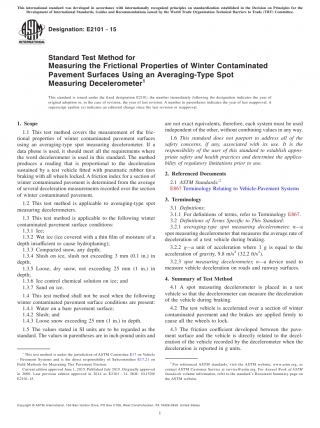 This international standard was developed in accordance with internationally recognized principles on standardization established in the Decision on Principles for the
Development of International Standards, Guides and Recommendations issued by the World Trade Organization Technical Barriers to Trade (TBT) Committee.
Designation: E2101 - 15
INTERNATIONAL
Standard Test Method for
Measuring the Frictional Properties of Winter Contaminated
Pavement Surfaces Using an Averaging-Type Spot
Measuring Decelerometer¹
This standard is issued under the fixed designation E2101; the number immediately following the designation indicates the year of
original adoption or, in the case of revision, the year of last revision. A number in parentheses indicates the year of last reapproval. A
superscript epsilon (ε) indicates an editorial change since the last revision or reapproval.
1. Scope
1.1 This test method covers the measurement of the fric-
tional properties of winter contaminated pavement surfaces
using an averaging-type spot measuring decelerometer. If a
data phrase is used, it should meet all the requirements where
the word decelerometer is used in this standard. The method
produces a reading that is proportional to the deceleration
sustained by a test vehicle fitted with pneumatic rubber tires
braking with all wheels locked. A friction index for a section of
winter contaminated pavement is determined from the average
of several deceleration measurements recorded over the section
of winter contaminated pavement.
1.2 This test method is applicable to averaging-type spot
measuring decelerometers.
1.3 This test method is applicable to the following winter
contaminated pavement surface conditions:
1.3.1 Ice;
1.3.2 Wet ice (ice covered with a thin film of moisture of a
depth insufficient to cause hydroplaning);
1.3.3 Compacted snow, any depth;
1.3.4 Slush on ice, slush not exceeding 3 mm (0.1 in.) in
depth;
1.3.5 Loose, dry snow, not exceeding 25 mm (1 in.) in
depth;
1.3.6 Ice control chemical solution on ice; and
1.3.7 Sand on ice.
1.4 This test method shall not be used when the following
winter contaminated pavement surface conditions are present:
1.4.1 Water on a bare pavement surface;
1.4.2 Slush; and
1.4.3 Loose snow exceeding 25 mm (1 in.) in depth.
1.5 The values stated in SI units are to be regarded as the
standard. The values in parentheses are in inch-pound units and
are not exact equivalents, therefore, each system must be used
independent of the other, without combining values in any way.
1.6 This standard does not purport to address all of the
safety concerns, if any, associated with its use. It is the
responsibility of the user of this standard to establish appro-
priate safety and health practices and determine the applica-
bility of regulatory limitations prior to use.
2. Referenced Documents
2.1 ASTM Standards:²
E867 Terminology Relating to Vehicle-Pavement Systems
3. Terminology
3.1 Definitions:
3.1.1 For definitions of terms, refer to Terminology E867.
3.2 Definitions of Terms Specific to This Standard:
3.2.1 averaging-type spot measuring decelerometer, n—a
spot measuring decelerometer that measures the average rate of
deceleration of a test vehicle during braking.
3.2.2 g—a unit of acceleration where 1 g is equal to the
acceleration of gravity, 9.8 m/s² (32.2 ft/s²).
3.2.3 spot measuring decelerometer, n—a device used to
measure vehicle deceleration on roads and runway surfaces.
4. Summary of Test Method
4.1 A spot measuring decelerometer is placed in a test
vehicle so that the decelerometer can measure the deceleration
of the vehicle during braking.
4.2 The test vehicle is accelerated over a section of winter
contaminated pavement and the brakes are applied firmly to
cause all the wheels to lock.
4.3 The friction coefficient developed between the pave-
ment surface and the vehicle is directly related to the decel-
eration of the vehicle recorded by the decelerometer when the
deceleration is reported in g units.
¹ This test method is under the jurisdiction of ASTM Committee E17 on Vehicle
- Pavement Systems and is the direct responsibility of Subcommittee E17.21 on
Field Methods for Measuring Tire Pavement Friction.
Current edition approved June 1, 2015. Published July 2015. Originally approved
in 2000. Last previous edition approved in 2014 as E2101-14. DOI: 10.1520/
E2101-15
² For referenced ASTM standards, visit the ASTM website, www.astm.org, or
contact ASTM Customer Service at service@astm.org. For Annual Book of ASTM
Standards volume information, refer to the standard's Document Summary page on
the ASTM website.
Copyright © ASTM International, 100 Barr Harbor Drive, PO Box C700, West Conshohocken, PA 19428-2959. United States
1